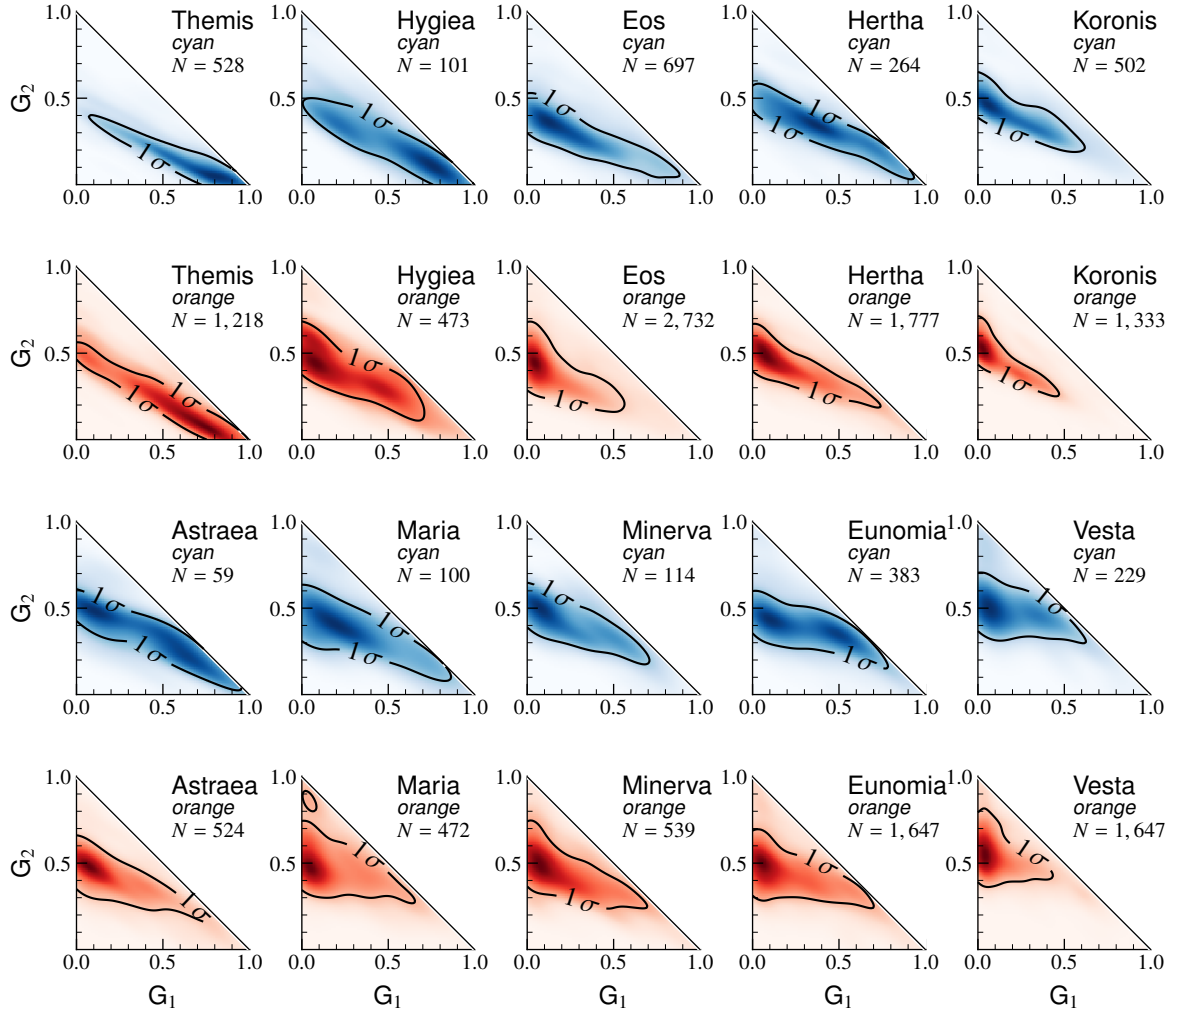 1.0
Themis
cyan
N = 528
G₂
0.5
1σ
0.0 0.5 1.0
1.0
Hygiea
cyan
N = 101
0.5
1σ
0.0 0.5 1.0
1.0
Eos
cyan
N = 697
0.5
1σ
0.0 0.5 1.0
1.0
Hertha
cyan
N = 264
0.5
1σ
1σ
0.0 0.5 1.0
1.0
Koronis
cyan
N = 502
0.5
0.0 0.5 1.0
1.0
Themis
orange
N = 1,218
G₂
0.5
1σ
1σ
0.0 0.5 1.0
1.0
Hygiea
orange
N = 473
0.5
1σ
0.0 0.5 1.0
1.0
Eos
orange
N = 2,732
0.5
1σ
0.0 0.5 1.0
1.0
Hertha
orange
N = 1,777
0.5
1σ
0.0 0.5 1.0
1.0
Koronis
orange
N = 1,333
0.5
1σ
0.0 0.5 1.0
1.0
Astraea
cyan
N = 59
G₂
0.5
1σ
1σ
0.0 0.5 1.0
1.0
Maria
cyan
N = 100
0.5
1σ
1σ
0.0 0.5 1.0
1.0
Minerva
cyan
N = 114
0.5
1σ
0.0 0.5 1.0
1.0
Eunomia
cyan
N = 383
0.5
1σ
0.0 0.5 1.0
1.0
Vesta
cyan
N = 229
0.5
1σ
0.0 0.5 1.0
1.0
Astraea
orange
N = 524
G₂
0.5
1σ
0.0 0.5 1.0
G₁
1.0
Maria
orange
N = 472
0.5
1σ
0.0 0.5 1.0
G₁
1.0
Minerva
orange
N = 539
0.5
1σ
0.0 0.5 1.0
G₁
1.0
Eunomia
orange
N = 1,647
0.5
1σ
0.0 0.5 1.0
G₁
1.0
Vesta
orange
N = 1,647
0.5
1σ
0.0 0.5 1.0
G₁